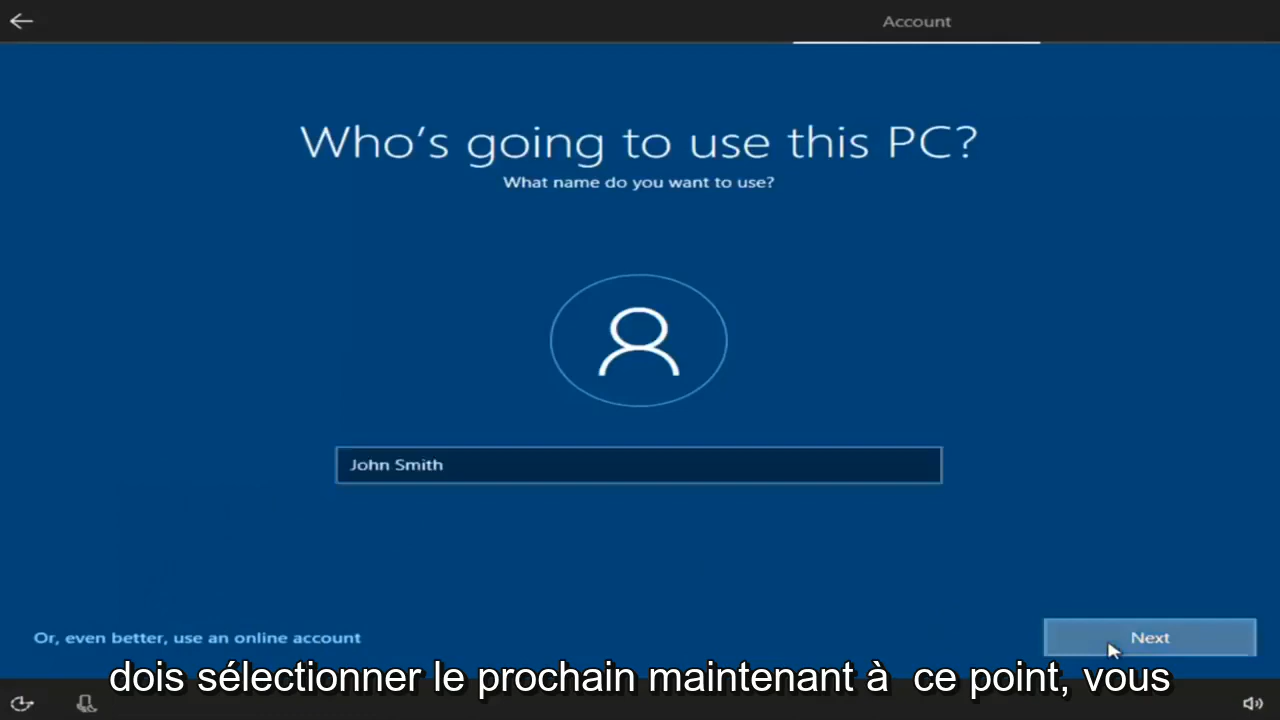 Account
Who's going to use this PC?
What name do you want to use?
John Smith
Or, even better, use an online account
Next
dois sélectionner le prochain maintenant à ce point, vous